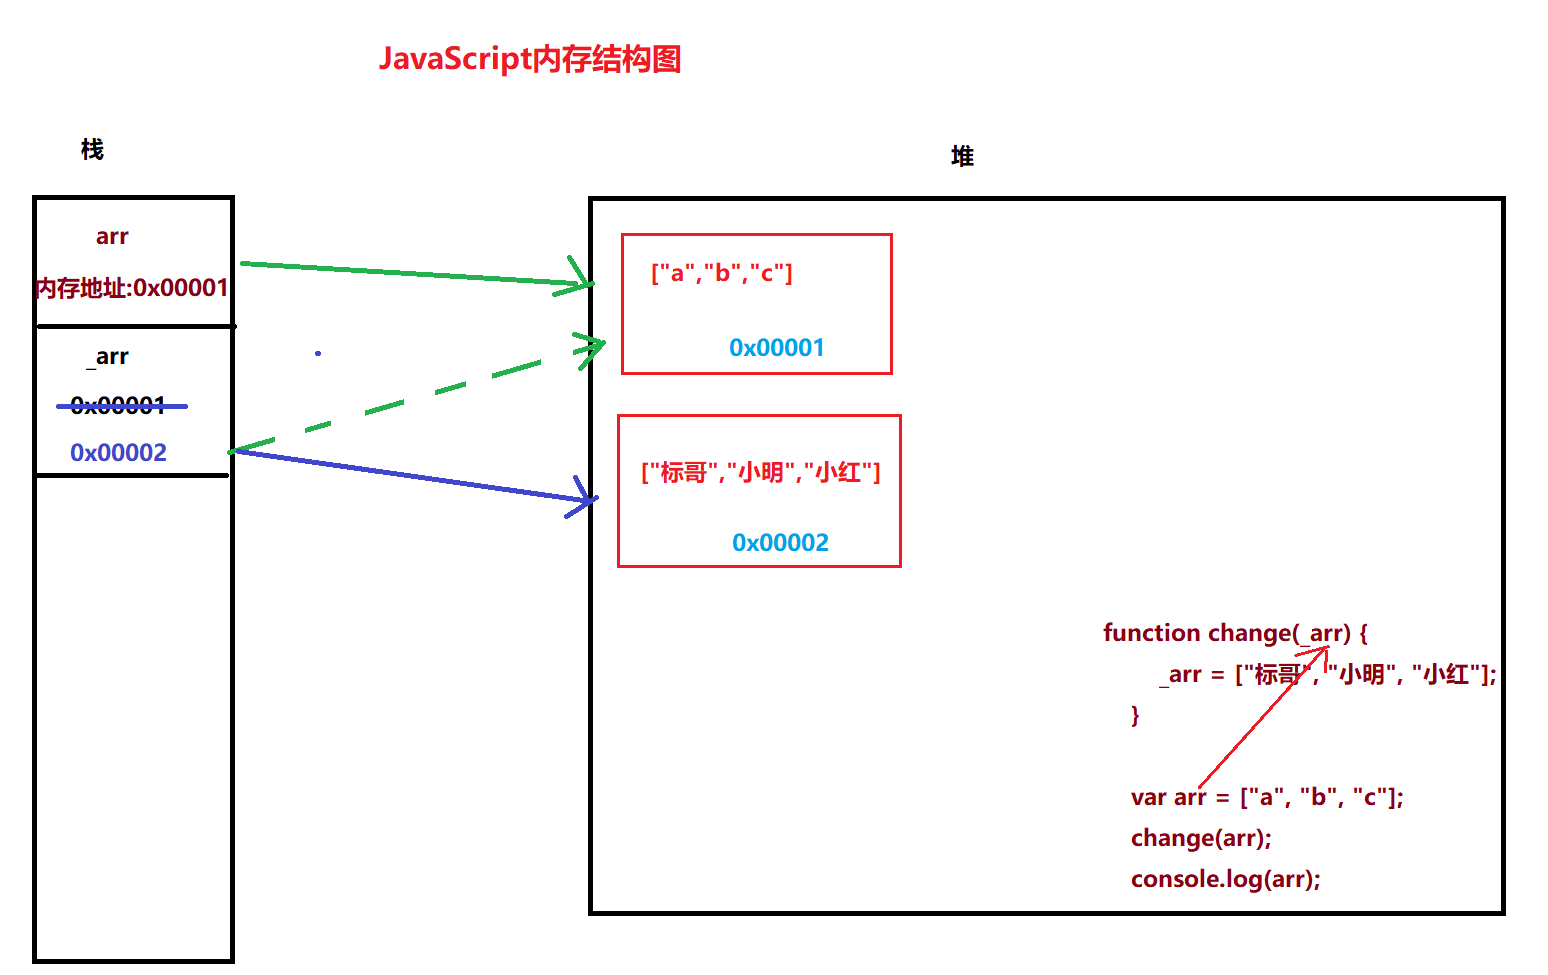 JavaScript内存结构图
栈
堆
arr
内存地址:0x00001
_arr
0x00001
0x00002
["a","b","c"]
0x00001
["标哥","小明","小红"]
0x00002
function change(_arr) {
_arr = ["标哥", "小明", "小红"];
}
var arr = ["a", "b", "c"];
change(arr);
console.log(arr);